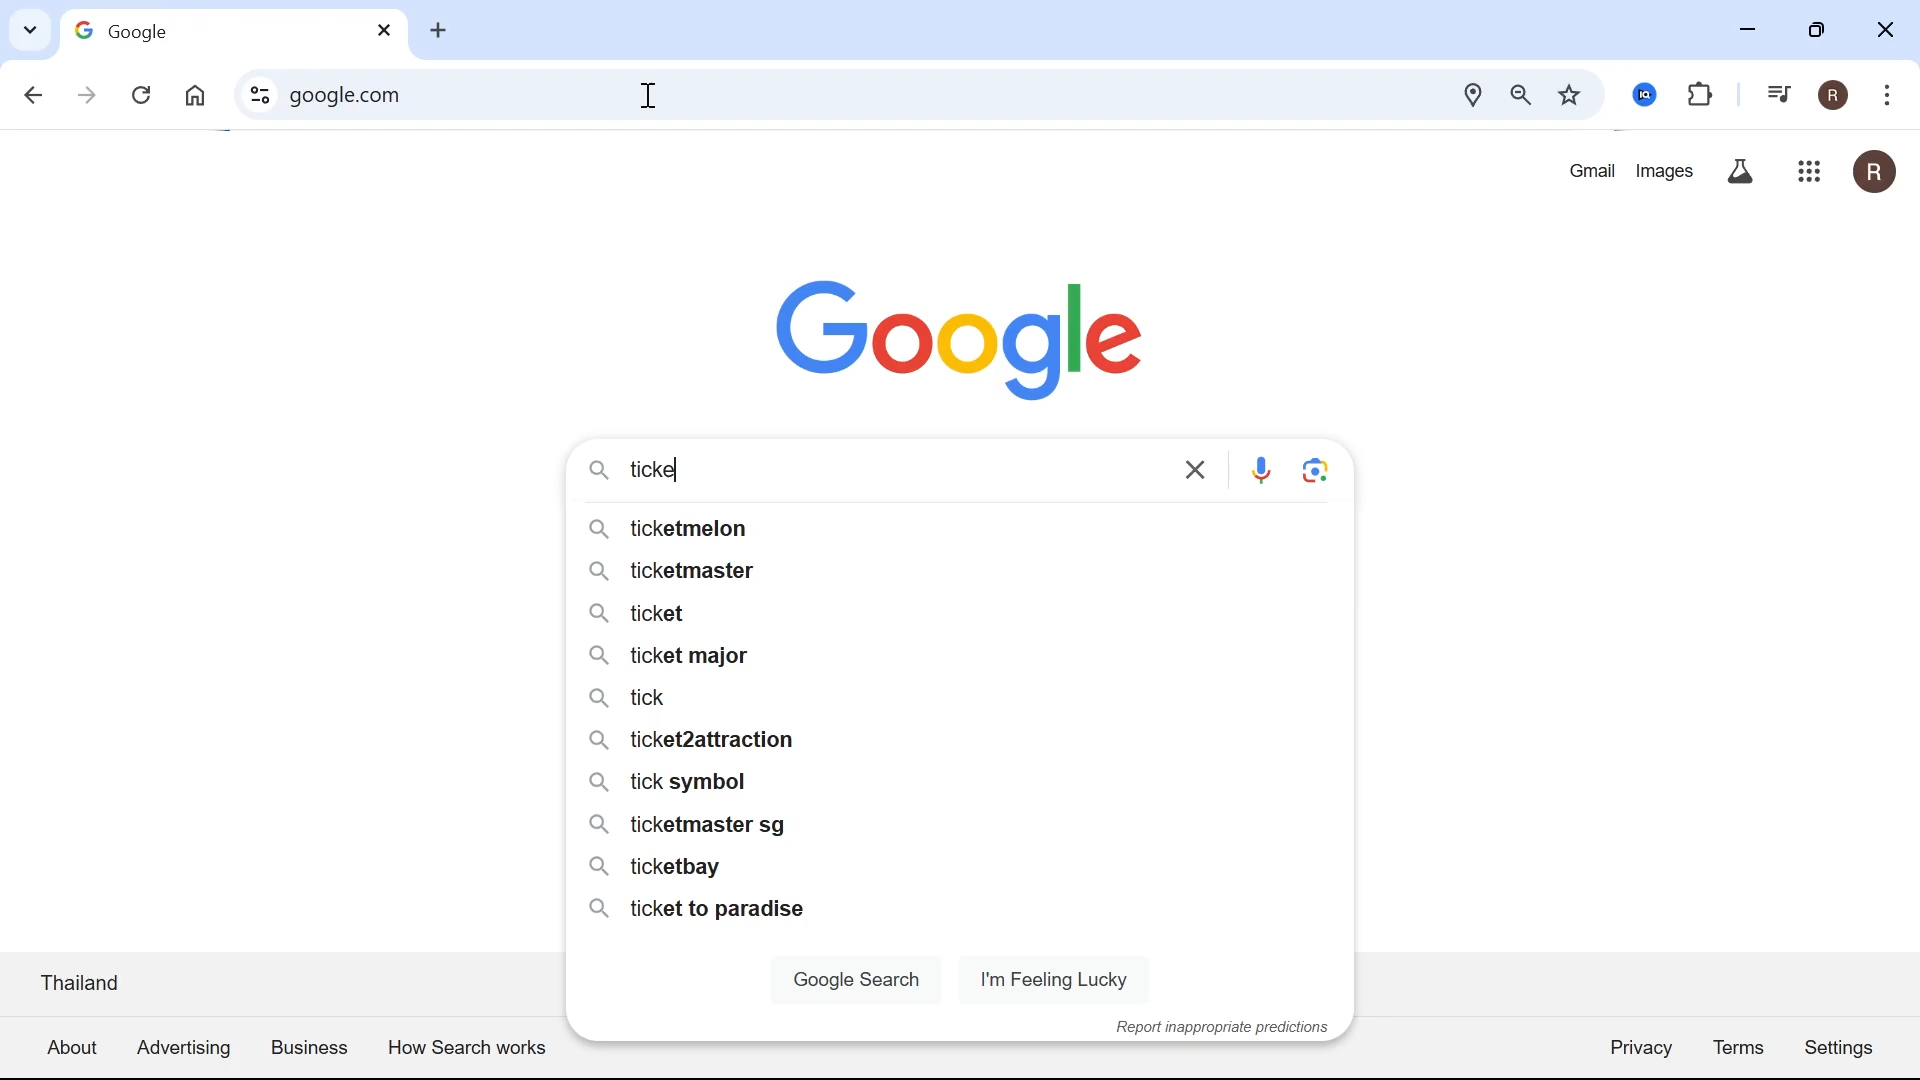 Google
google.com
R
Gmail Images R
Google
ticke
ticketmelon
ticketmaster
ticket
ticket major
tick
ticket2attraction
tick symbol
ticketmaster sg
ticketbay
ticket to paradise
Google Search I'm Feeling Lucky
Report inappropriate predictions
Thailand
About Advertising Business How Search works Privacy Terms Settings